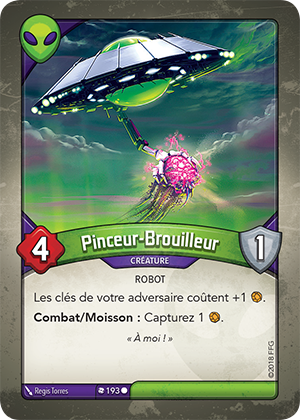 Pinceur-Brouilleur
4
1
CRÉATURE
ROBOT
Les clés de votre adversaire coûtent +1 .
Combat/Moisson : Capturez 1 .
« À moi ! »
©2018 FFG
Regis Torres
193